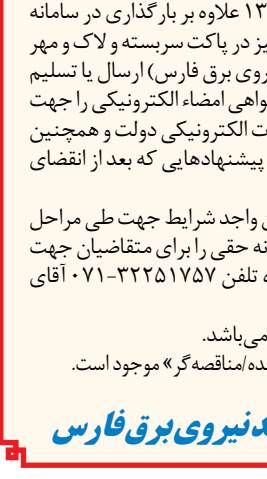 ۱۳ علاوه بر بارگذاری در سامانه
یز در پاکت سربسته و لاک و مهر
روی برق فارس) ارسال یا تسلیم
واهی امضاء الکترونیکی را جهت
ت الکترونیکی دولت و همچنین
پیشنهادهایی که بعد از انقضای
واجد شرایط جهت طی مراحل
نه حقی را برای متقاضیان جهت
ه تلفن ۳۲۲۵۱۷۵۷-۰۷۱ آقای
می‌باشد.
ده/مناقصه‌گر» موجود است.
دنیروی برق فارس